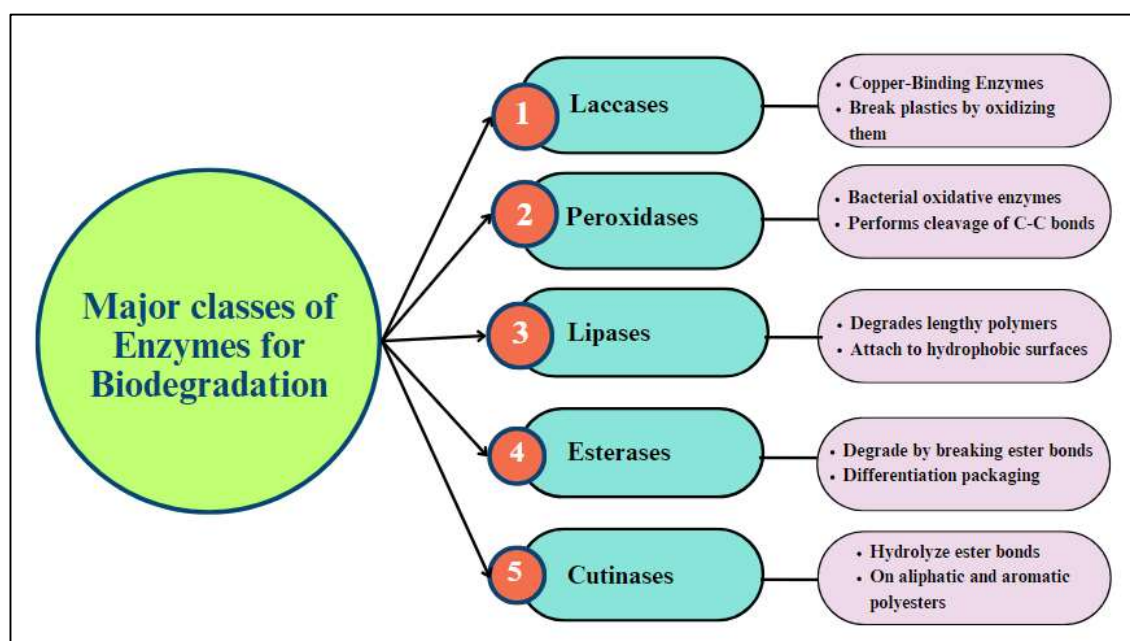 Major classes of
Enzymes for
Biodegradation
1
Laccases
• Copper-Binding Enzymes
• Break plastics by oxidizing
them
2
Peroxidases
• Bacterial oxidative enzymes
• Performs cleavage of C-C bonds
3
Lipases
• Degrades lengthy polymers
• Attach to hydrophobic surfaces
4
Esterases
• Degrade by breaking ester bonds
• Differentiation packaging
5
Cutinases
• Hydrolyze ester bonds
• On aliphatic and aromatic
polyesters